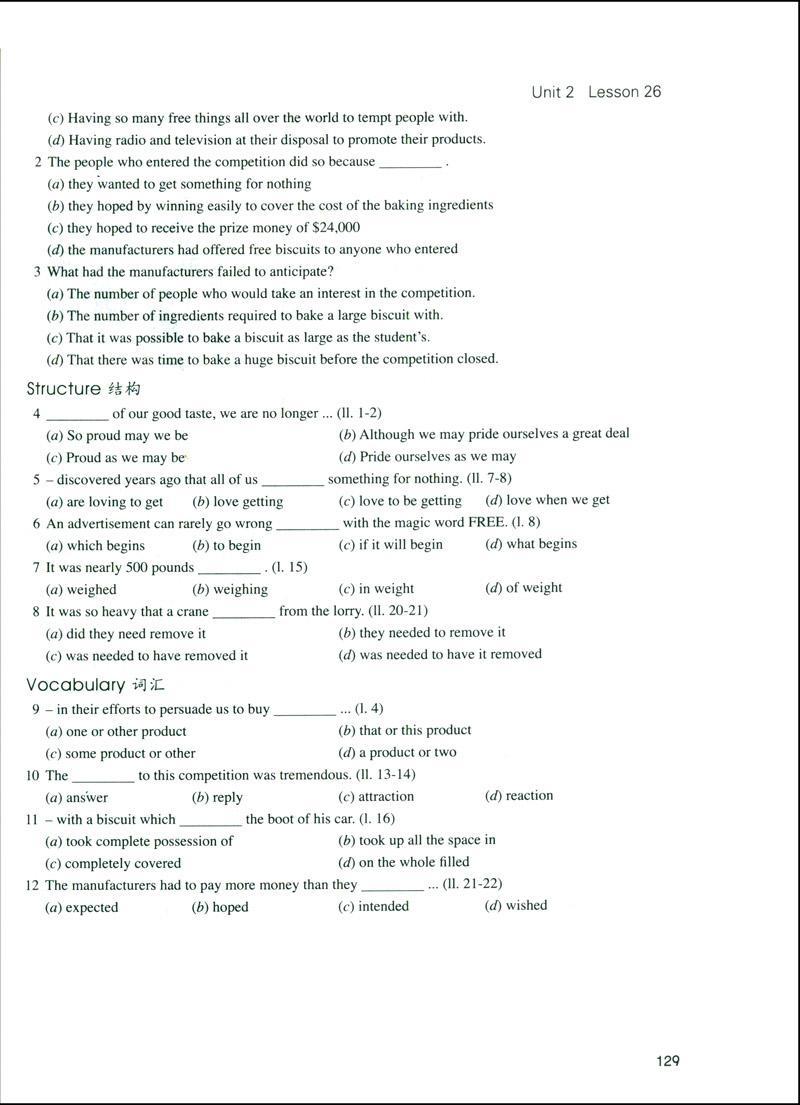 Unit 2 Lesson 26
(c) Having so many free things all over the world to tempt people with.
(d) Having radio and television at their disposal to promote their products.
2 The people who entered the competition did so because ________ .
(a) they wanted to get something for nothing
(b) they hoped by winning easily to cover the cost of the baking ingredients
(c) they hoped to receive the prize money of $24,000
(d) the manufacturers had offered free biscuits to anyone who entered
3 What had the manufacturers failed to anticipate?
(a) The number of people who would take an interest in the competition.
(b) The number of ingredients required to bake a large biscuit with.
(c) That it was possible to bake a biscuit as large as the student's.
(d) That there was time to bake a huge biscuit before the competition closed.
Structure 结构
4 ________ of our good taste, we are no longer ... (ll. 1-2)
(a) So proud may we be (b) Although we may pride ourselves a great deal
(c) Proud as we may be (d) Pride ourselves as we may
5 – discovered years ago that all of us ________ something for nothing. (ll. 7-8)
(a) are loving to get (b) love getting (c) love to be getting (d) love when we get
6 An advertisement can rarely go wrong ________ with the magic word FREE. (l. 8)
(a) which begins (b) to begin (c) if it will begin (d) what begins
7 It was nearly 500 pounds ________ . (l. 15)
(a) weighed (b) weighing (c) in weight (d) of weight
8 It was so heavy that a crane ________ from the lorry. (ll. 20-21)
(a) did they need remove it (b) they needed to remove it
(c) was needed to have removed it (d) was needed to have it removed
Vocabulary 词汇
9 – in their efforts to persuade us to buy ________ ... (l. 4)
(a) one or other product (b) that or this product
(c) some product or other (d) a product or two
10 The ________ to this competition was tremendous. (ll. 13-14)
(a) answer (b) reply (c) attraction (d) reaction
11 – with a biscuit which ________ the boot of his car. (l. 16)
(a) took complete possession of (b) took up all the space in
(c) completely covered (d) on the whole filled
12 The manufacturers had to pay more money than they ________ ... (ll. 21-22)
(a) expected (b) hoped (c) intended (d) wished
129